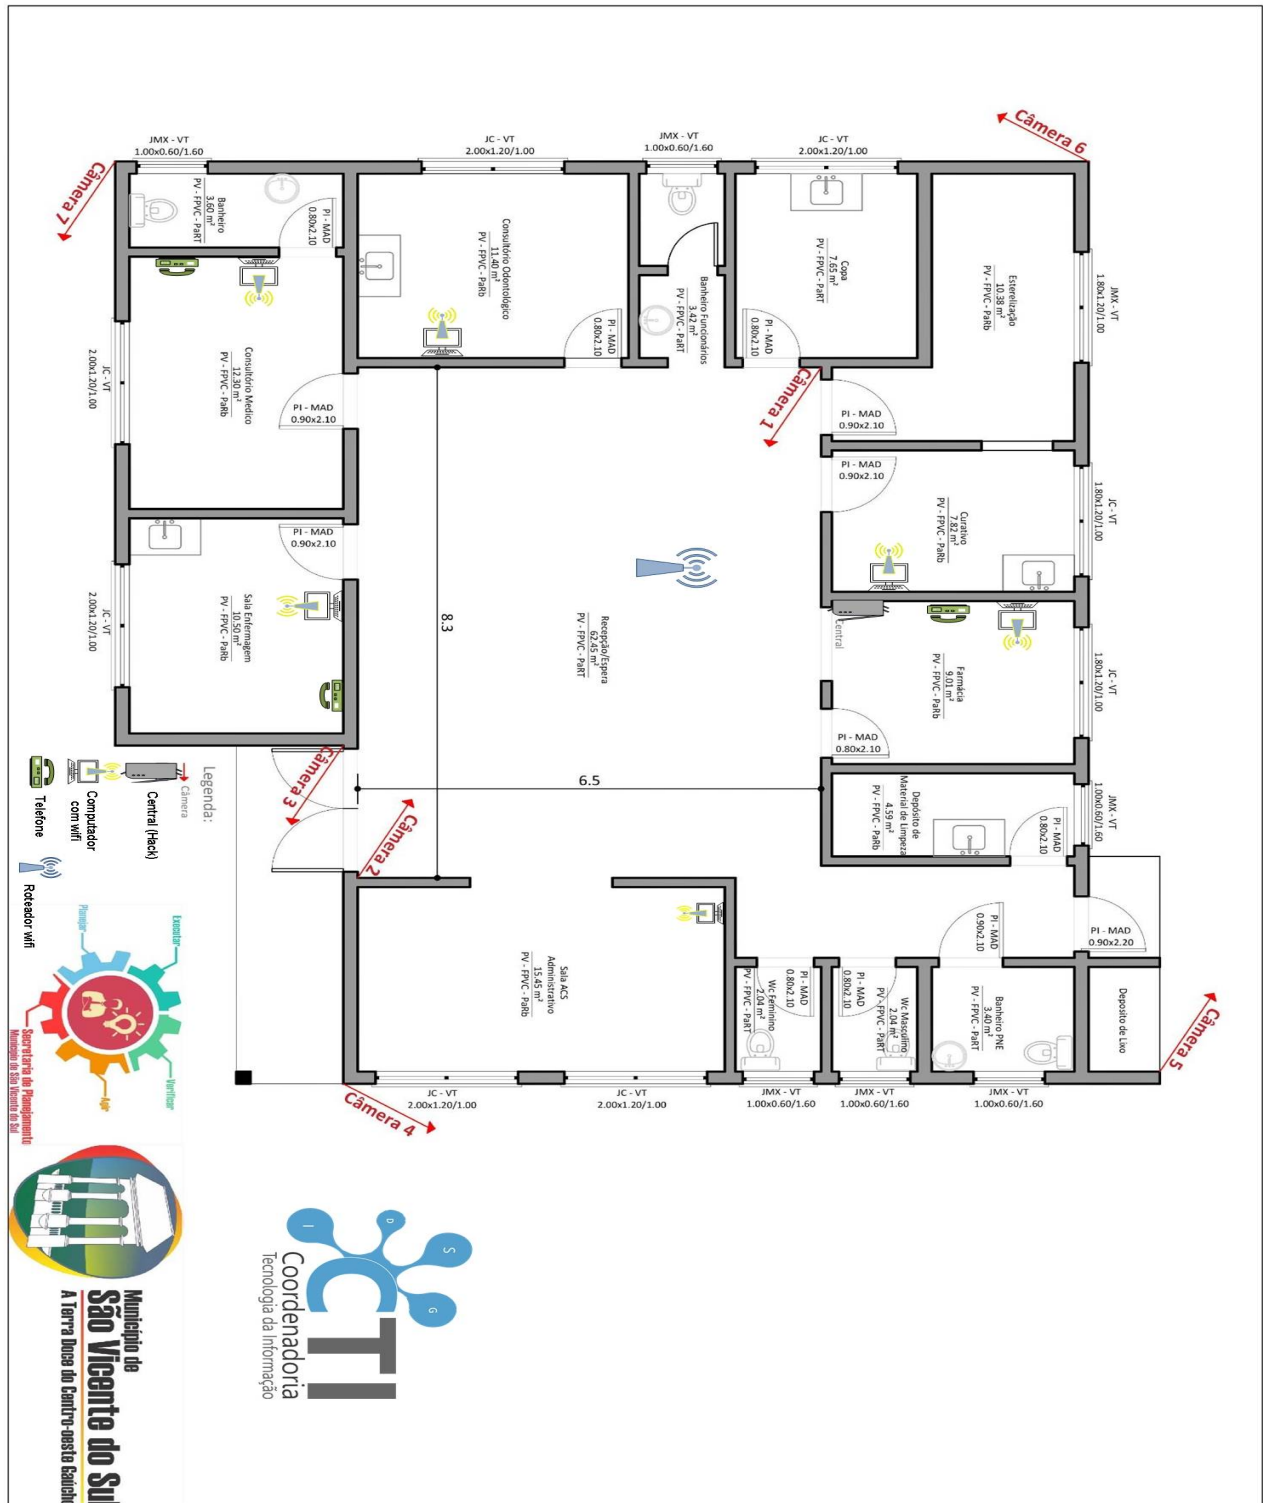 Câmera 6
JMX - VT
1.00x0.60/1.60
JC - VT
2.00x1.20/1.00
JMX - VT
1.00x0.60/1.60
JC - VT
2.00x1.20/1.00
Câmera 7
Banheiro
3.60 m²
PV - FPVC - PaRT
PI - MAD
0.80x2.10
Consultório Odontológico
11.40 m²
PV - FPVC - PaRb
PI - MAD
0.80x2.10
Banheiro Funcionários
3.42 m²
PV - FPVC - PaRT
Copa
7.65 m²
PV - FPVC - PaRT
PI - MAD
0.80x2.10
Esterelização
10.38 m²
PV - FPVC - PaRb
JMX - VT
1.80x1.20/1.00
JC - VT
2.00x1.20/1.00
Consultorio Medico
12.30 m²
PV - FPVC - PaRb
PI - MAD
0.90x2.10
Câmera 1
PI - MAD
0.90x2.10
PI - MAD
0.90x2.10
Curativo
7.82 m²
PV - FPVC - PaRb
JC - VT
1.80x1.20/1.00
PI - MAD
0.90x2.10
JC - VT
2.00x1.20/1.00
Sala Enfermagem
10.50 m²
PV - FPVC - PaRb
8.3
Recepção/Espera
62.45 m²
PV - FPVC - PaRT
Central
Farmácia
9.01 m²
PV - FPVC - PaRb
JC - VT
1.80x1.20/1.00
PI - MAD
0.80x2.10
Câmera 3
6.5
Câmera 2
Depósito de
Material de Limpeza
4.59 m²
PV - FPVC - PaRb
PI - MAD
0.80x2.10
JMX - VT
1.00x0.60/1.60
PI - MAD
0.90x2.10
PI - MAD
0.90x2.20
Sala ACS
Administrativo
15.45 m²
PV - FPVC - PaRb
Wc Feminino
2.04 m²
PV - FPVC - PaRT
PI - MAD
0.80x2.10
Wc Masculino
2.04 m²
PV - FPVC - PaRT
PI - MAD
0.80x2.10
Banheiro PNE
3.40 m²
PV - FPVC - PaRT
Deposito de Lixo
Câmera 5
Câmera 4
JC - VT
2.00x1.20/1.00
JC - VT
2.00x1.20/1.00
JMX - VT
1.00x0.60/1.60
JMX - VT
1.00x0.60/1.60
JMX - VT
1.00x0.60/1.60
Legenda:
Câmera
Central (Hack)
Computador
com wifi
Telefone
Roteador wifi
Executar
Planejar
Verificar
Agir
Secretaria de Planejamento
Município de São Vicente do Sul
Município de
São Vicente do Sul
A Terra Doce do Centro-oeste Gaúcho
I
D
S
G
CTI
Coordenadoria
Tecnologia da Informação